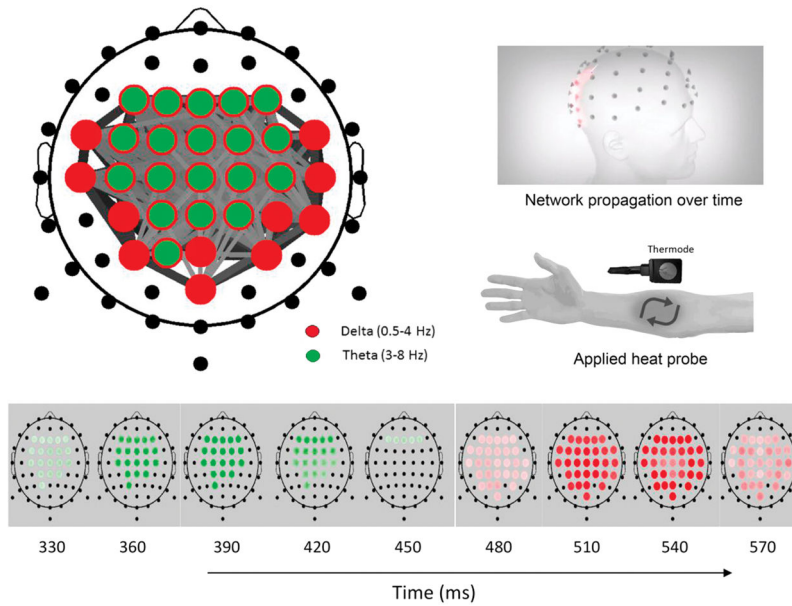 Delta (0.5-4 Hz)
Theta (3-8 Hz)
Network propagation over time
Thermode
Applied heat probe
330 360 390 420 450 480 510 540 570
Time (ms)